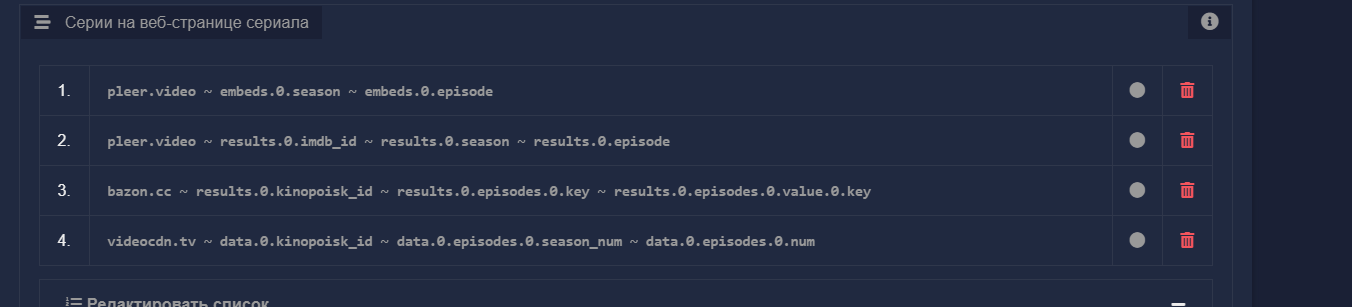 Серии на веб-странице сериала
1. pleer.video ~ embeds.0.season ~ embeds.0.episode
2. pleer.video ~ results.0.imdb_id ~ results.0.season ~ results.0.episode
3. bazon.cc ~ results.0.kinopoisk_id ~ results.0.episodes.0.key ~ results.0.episodes.0.value.0.key
4. videocdn.tv ~ data.0.kinopoisk_id ~ data.0.episodes.0.season_num ~ data.0.episodes.0.num
Редактировать список